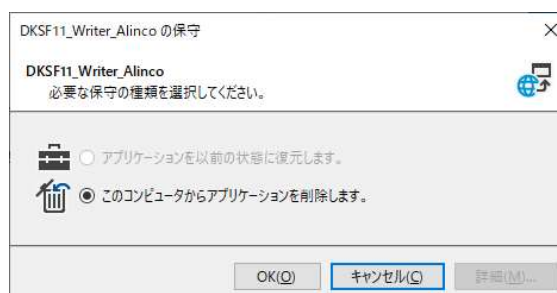 DKSF11_Writer_Alinco の保守
DKSF11_Writer_Alinco
必要な保守の種類を選択してください。
アプリケーションを以前の状態に復元します。
このコンピュータからアプリケーションを削除します。
OK(O)
キャンセル(C)
詳細(M)...